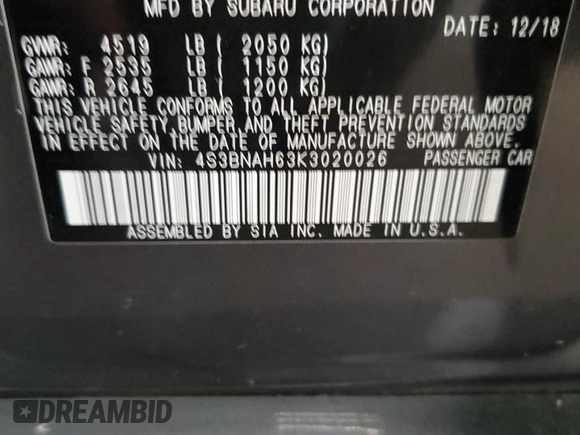 MFD BY SUBARU CORPORATION
DATE: 12/18
GVWR: 4519 LB ( 2050 KG)
GAWR: F 2535 LB ( 1150 KG)
GAWR: R 2645 LB ( 1200 KG)
THIS VEHICLE CONFORMS TO ALL APPLICABLE FEDERAL MOTOR
VEHICLE SAFETY, BUMPER AND THEFT PREVENTION STANDARDS
IN EFFECT ON THE DATE OF MANUFACTURE SHOWN ABOVE.
VIN: 4S3BNAH63K3020026 PASSENGER CAR
ASSEMBLED BY SIA INC. MADE IN U.S.A.
DREAMBID